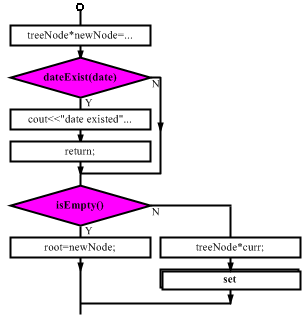 treeNode*newNode=...
dateExist(date)
N
Y
cout<<"date existed"...
return;
isEmpty()
N
Y
root=newNode;
treeNode*curr;
set